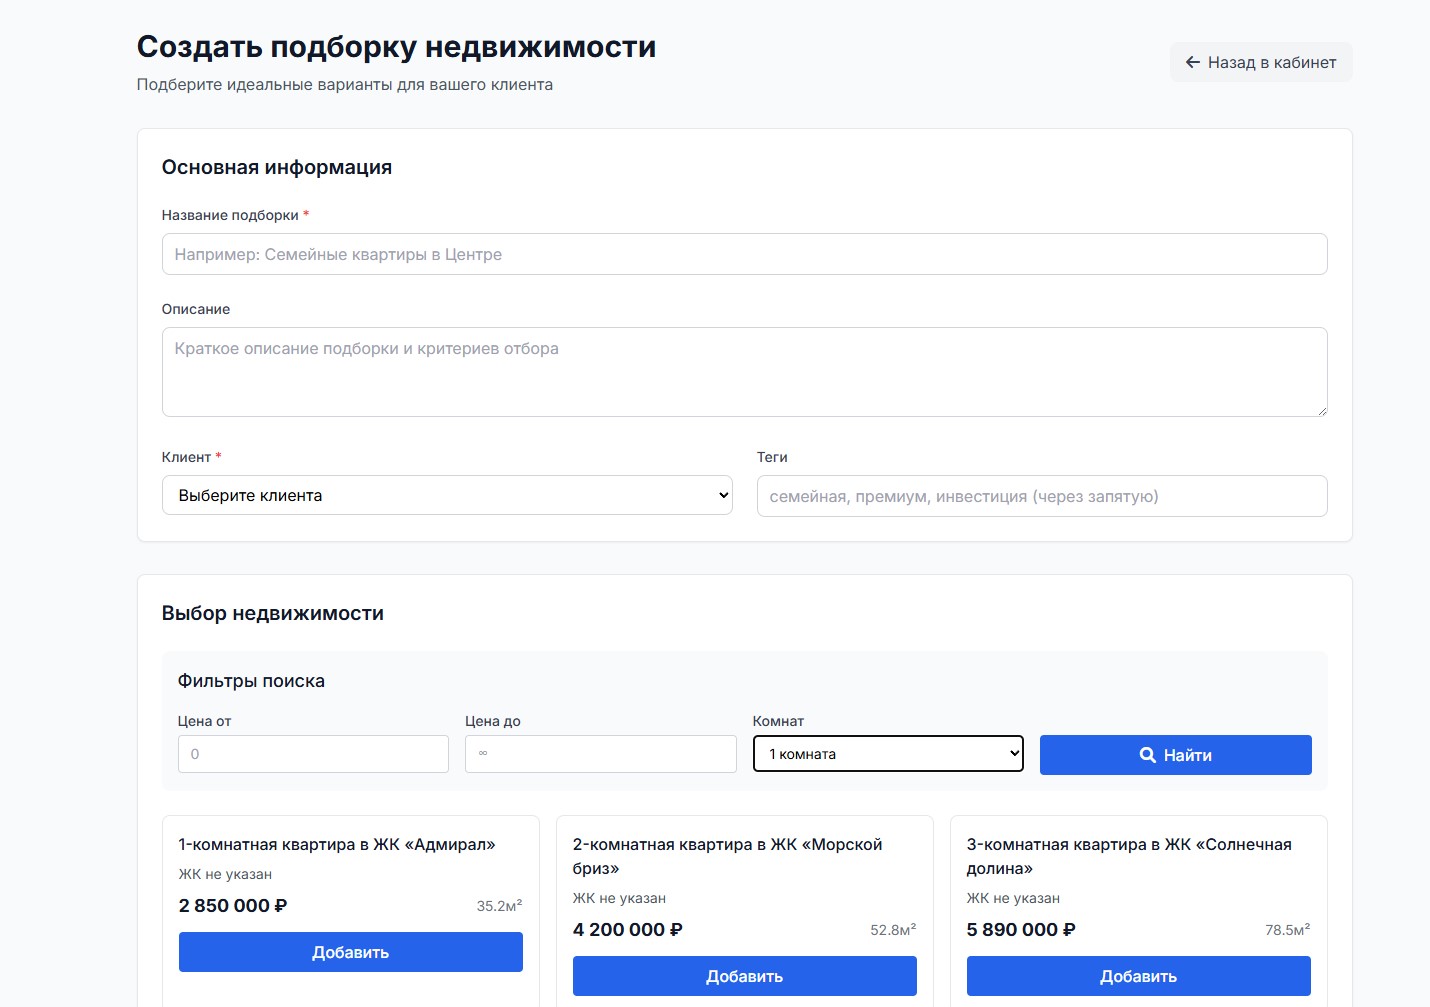 Создать подборку недвижимости
Подберите идеальные варианты для вашего клиента
Назад в кабинет
Основная информация
Название подборки *
Например: Семейные квартиры в Центре
Описание
Краткое описание подборки и критериев отбора
Клиент *
Выберите клиента
Теги
семейная, премиум, инвестиция (через запятую)
Выбор недвижимости
Фильтры поиска
Цена от
0
Цена до
∞
Комнат
1 комната
Найти
1-комнатная квартира в ЖК «Адмирал»
ЖК не указан
2 850 000 ₽
35.2м²
Добавить
2-комнатная квартира в ЖК «Морской
бриз»
ЖК не указан
4 200 000 ₽
52.8м²
Добавить
3-комнатная квартира в ЖК «Солнечная
долина»
ЖК не указан
5 890 000 ₽
78.5м²
Добавить